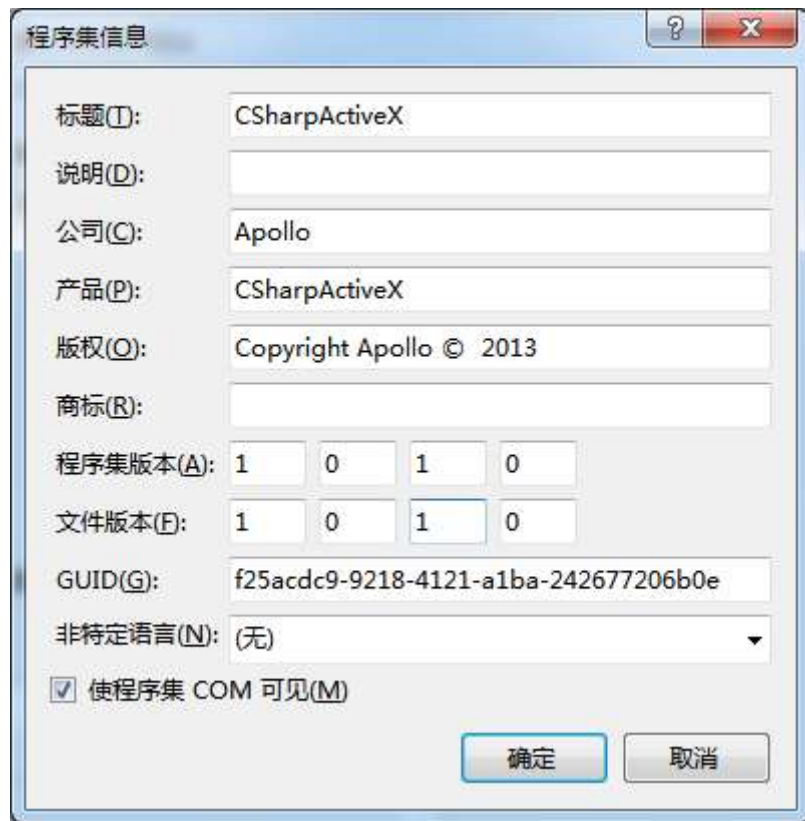 程序集信息
标题(T): CSharpActiveX
说明(D):
公司(C): Apollo
产品(P): CSharpActiveX
版权(O): Copyright Apollo ©  2013
商标(R):
程序集版本(A): 1 0 1 0
文件版本(F): 1 0 1 0
GUID(G): f25acdc9-9218-4121-a1ba-242677206b0e
非特定语言(N): (无)
使程序集 COM 可见(M)
确定 取消